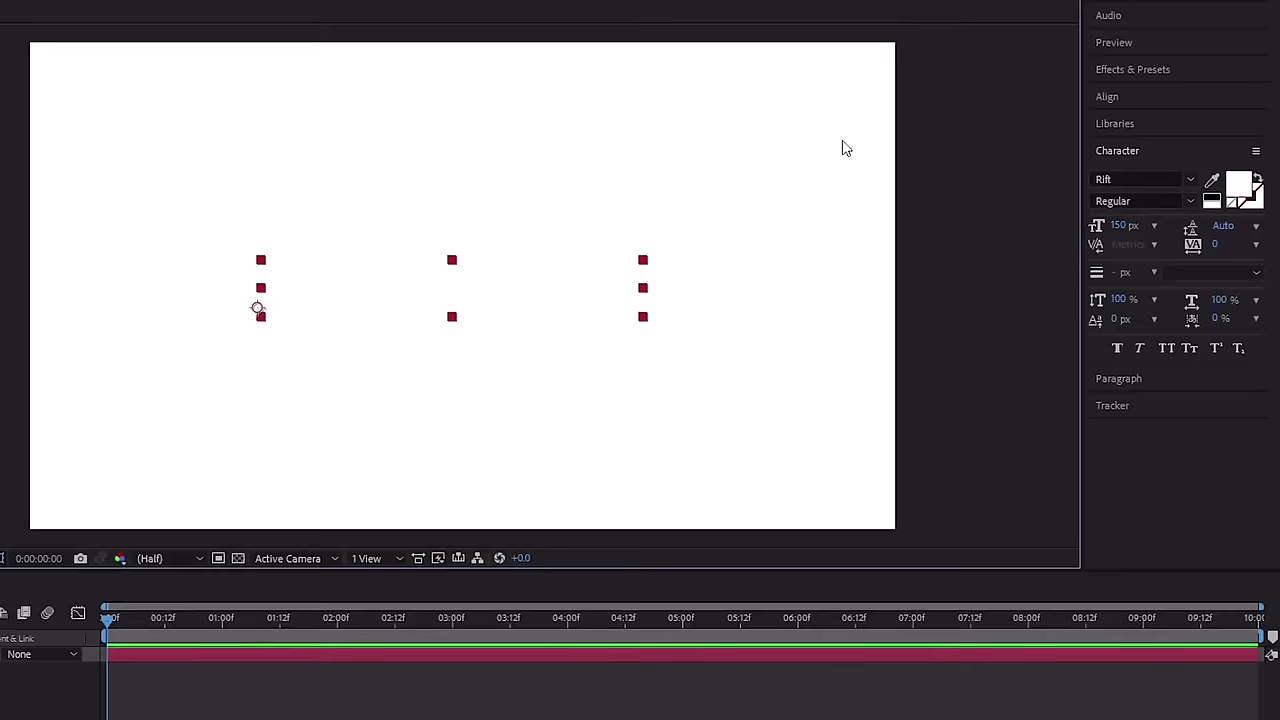 Audio
Preview
Effects & Presets
Align
Libraries
Character
Rift
Regular
150 px
Auto
Metrics
0
- px
100 %
100 %
0 px
0 %
Paragraph
Tracker
0:00:00:00
(Half)
Active Camera
1 View
+0.0
00:12f 01:00f 01:12f 02:00f 02:12f 03:00f 03:12f 04:00f 04:12f 05:00f 05:12f 06:00f 06:12f 07:00f 07:12f 08:00f 08:12f 09:00f 09:12f 10:00
nt & Link
None